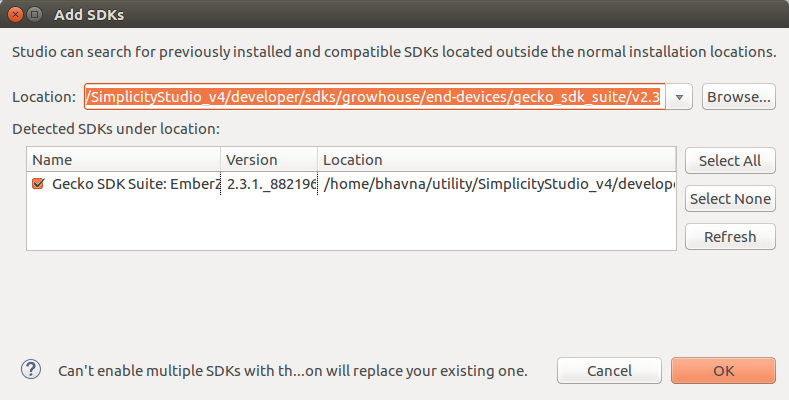 Add SDKs
Studio can search for previously installed and compatible SDKs located outside the normal installation locations.
Location: /SimplicityStudio_v4/developer/sdks/growhouse/end-devices/gecko_sdk_suite/v2.3 Browse...
Detected SDKs under location:
Name Version Location
Gecko SDK Suite: EmberZ 2.3.1._882196 /home/bhavna/utility/SimplicityStudio_v4/develope
Select All
Select None
Refresh
Can't enable multiple SDKs with th...on will replace your existing one. Cancel OK